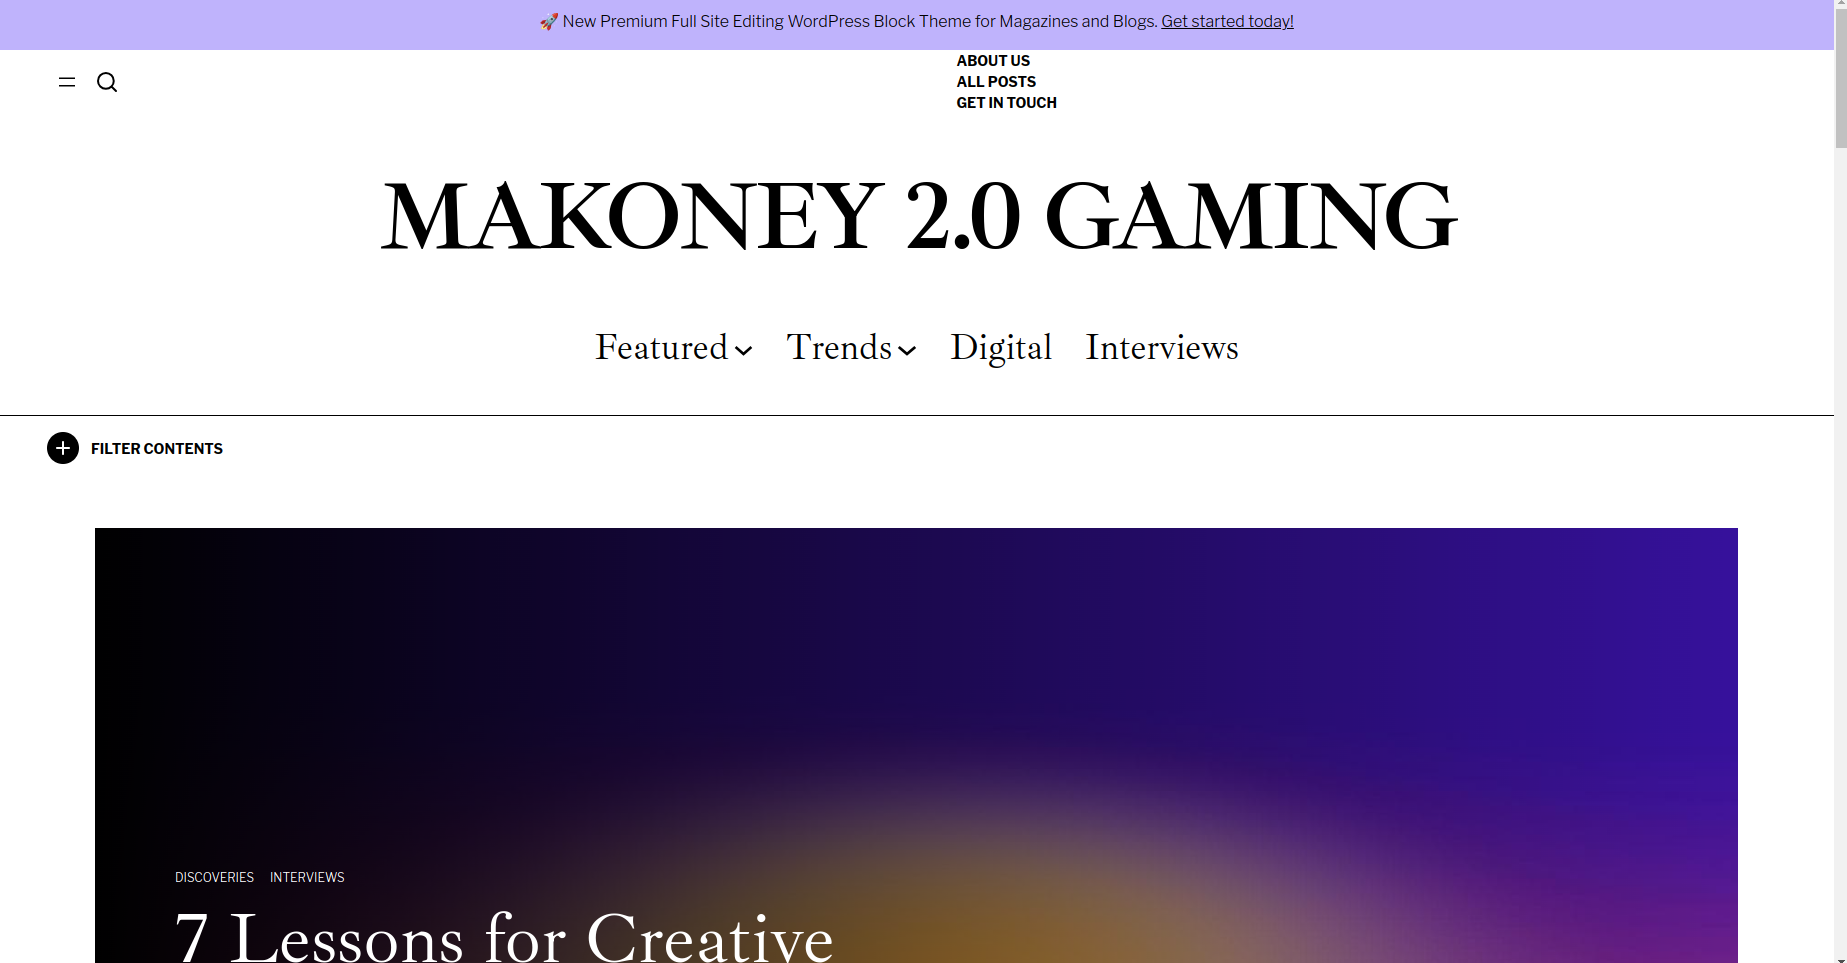 🚀 New Premium Full Site Editing WordPress Block Theme for Magazines and Blogs. Get started today!
ABOUT US
ALL POSTS
GET IN TOUCH
MAKONEY 2.0 GAMING
Featured Trends Digital Interviews
FILTER CONTENTS
DISCOVERIES INTERVIEWS
7 Lessons for Creative